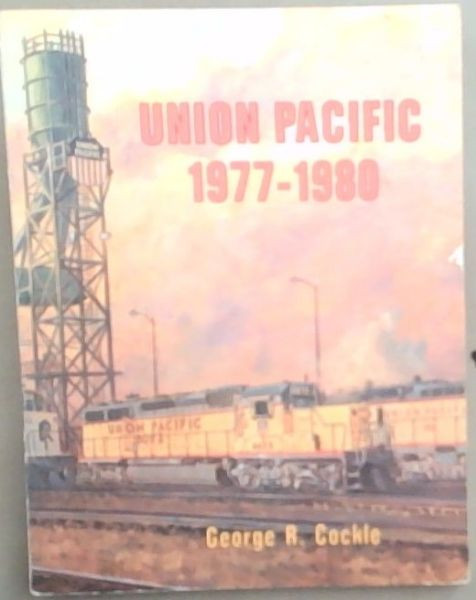 UNION PACIFIC
1977-1980
UNION PACIFIC
George R. Cockle